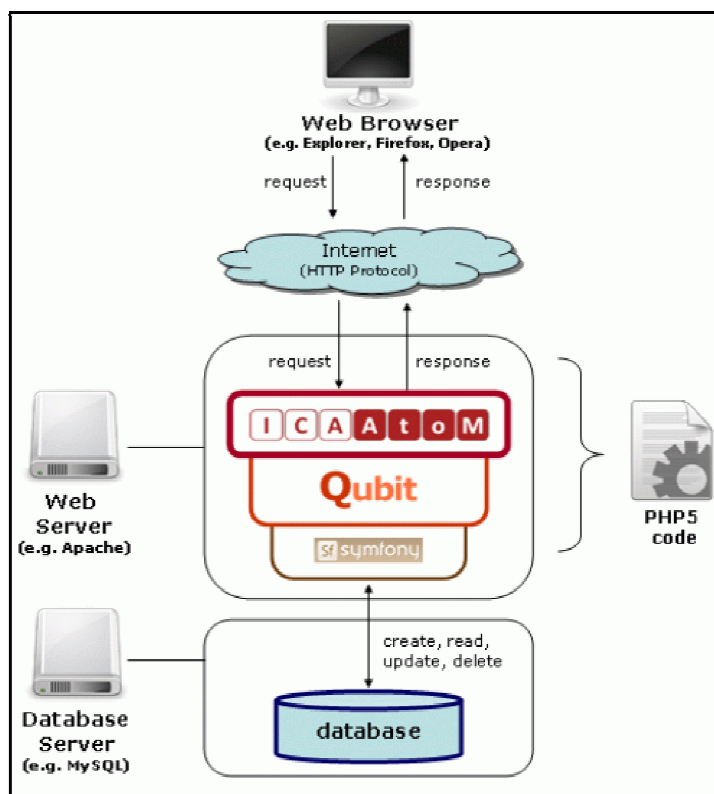 Web Browser
(e.g. Explorer, Firefox, Opera)
request
response
Internet
(HTTP Protocol)
request
response
ICAAtoM
Qubit
Sf symfony
Web
Server
(e.g. Apache)
PHP5
code
create, read,
update, delete
database
Database
Server
(e.g. MySQL)